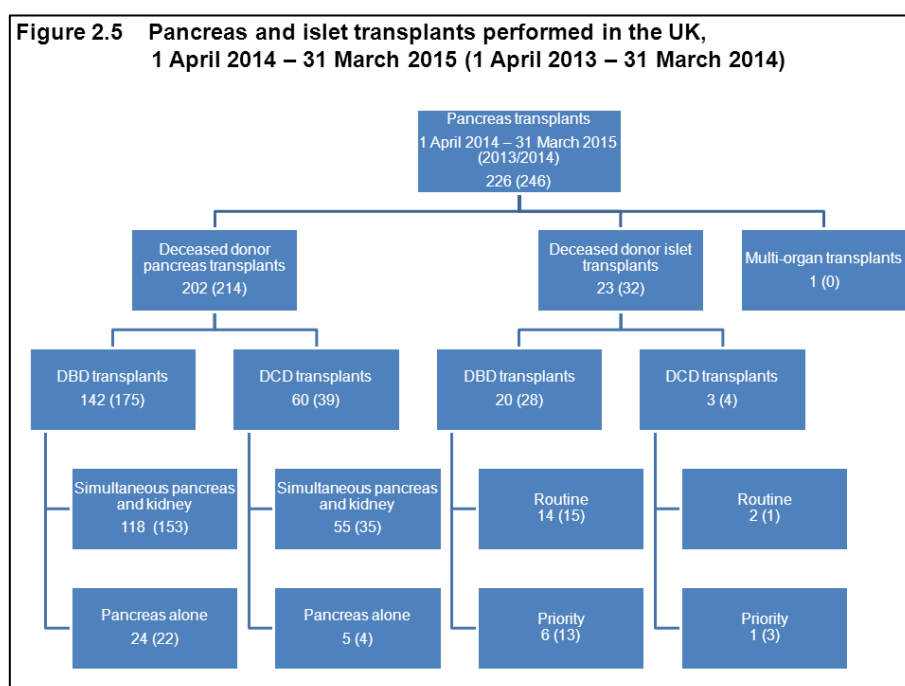 Figure 2.5 Pancreas and islet transplants performed in the UK,
1 April 2014 – 31 March 2015 (1 April 2013 – 31 March 2014)
Pancreas transplants
1 April 2014 – 31 March 2015
(2013/2014)
226 (246)
Deceased donor
pancreas transplants
202 (214)
Deceased donor islet
transplants
23 (32)
Multi-organ transplants
1 (0)
DBD transplants
142 (175)
DCD transplants
60 (39)
DBD transplants
20 (28)
DCD transplants
3 (4)
Simultaneous pancreas
and kidney
118 (153)
Simultaneous pancreas
and kidney
55 (35)
Routine
14 (15)
Routine
2 (1)
Pancreas alone
24 (22)
Pancreas alone
5 (4)
Priority
6 (13)
Priority
1 (3)